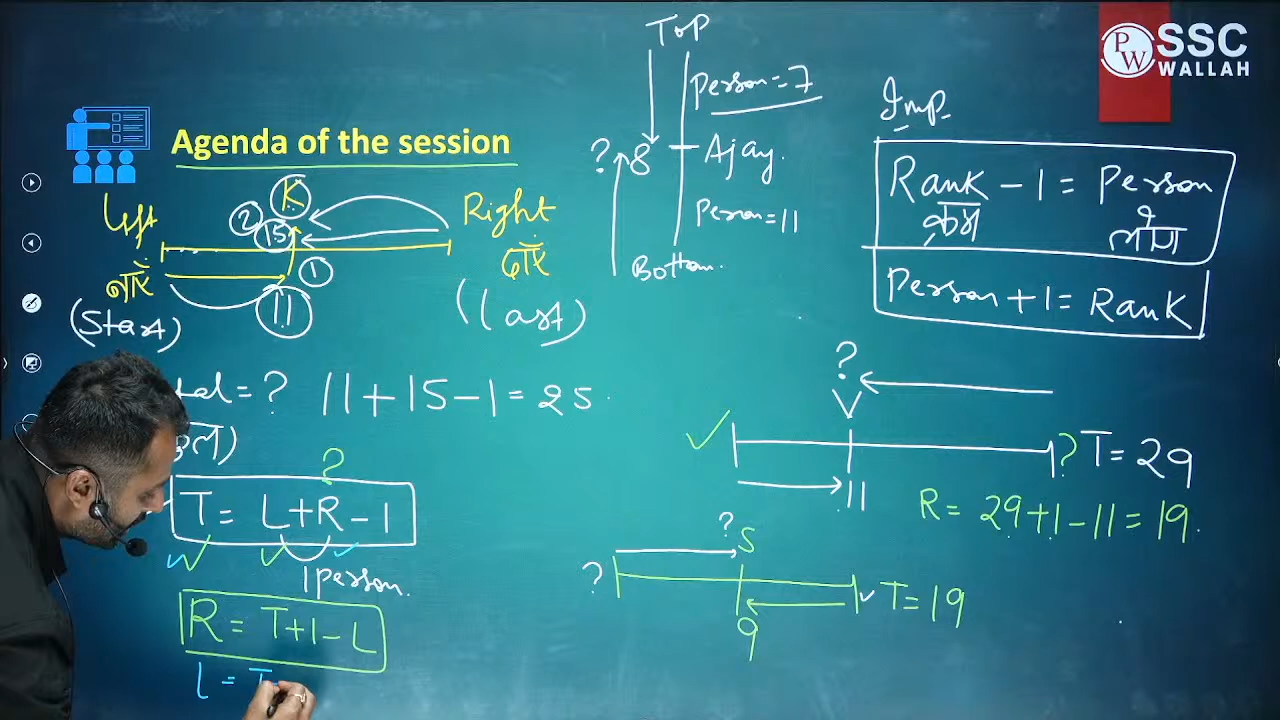 SSC
WALLAH
PW
Agenda of the session
Top
Person = 7
? 8
Ajay.
Person = 11
Bottom.
Imp.
Rank - 1 = Person
लोग
Person + 1 = Rank
K
Left
2
15
Right
1
(Start)
11
(Last)
= ? 11 + 15 - 1 = 25.
?
T = L + R - 1
1 person.
R = T + 1 - L
L = T
?
V
? T = 29
11
R = 29 + 1 - 11 = 19.
? S
?
T = 19
9